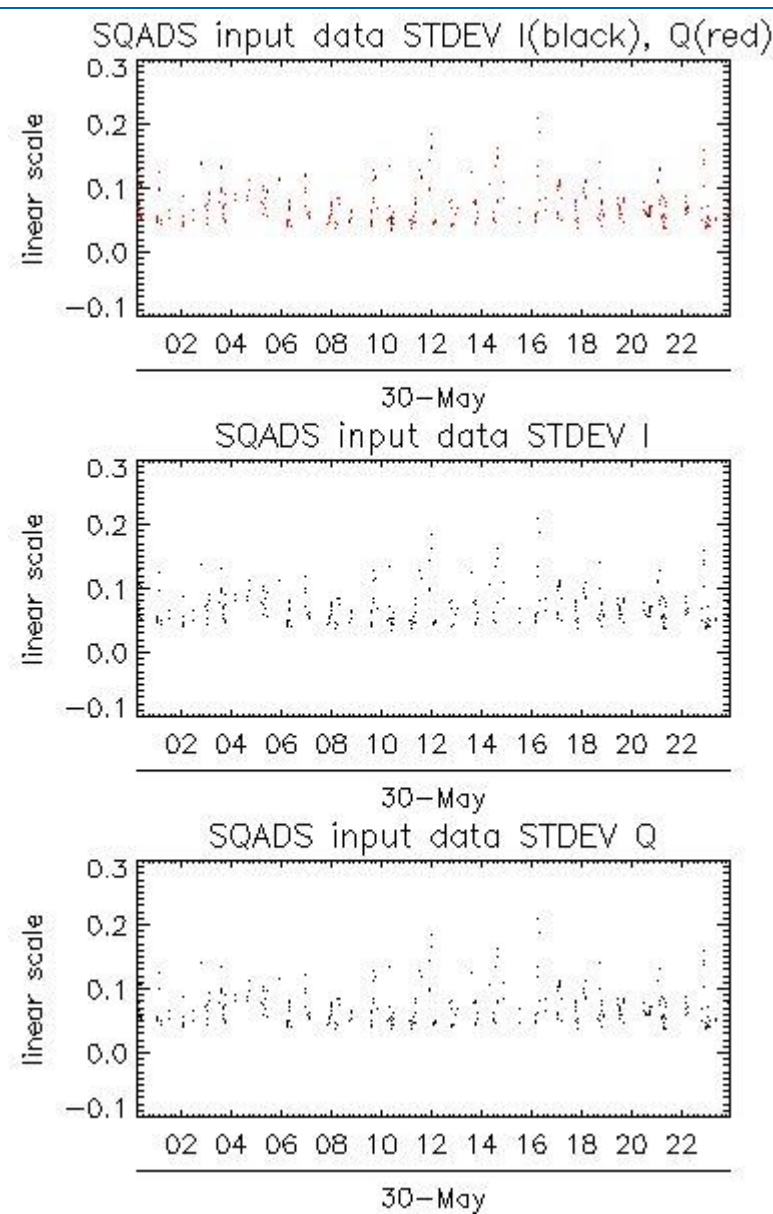 SQADS input data STDEV I(black), Q(red)
0.3
0.2
0.1
0.0
-0.1
linear scale
02 04 06 08 10 12 14 16 18 20 22
30-May
SQADS input data STDEV I
0.3
0.2
0.1
0.0
-0.1
linear scale
02 04 06 08 10 12 14 16 18 20 22
30-May
SQADS input data STDEV Q
0.3
0.2
0.1
0.0
-0.1
linear scale
02 04 06 08 10 12 14 16 18 20 22
30-May